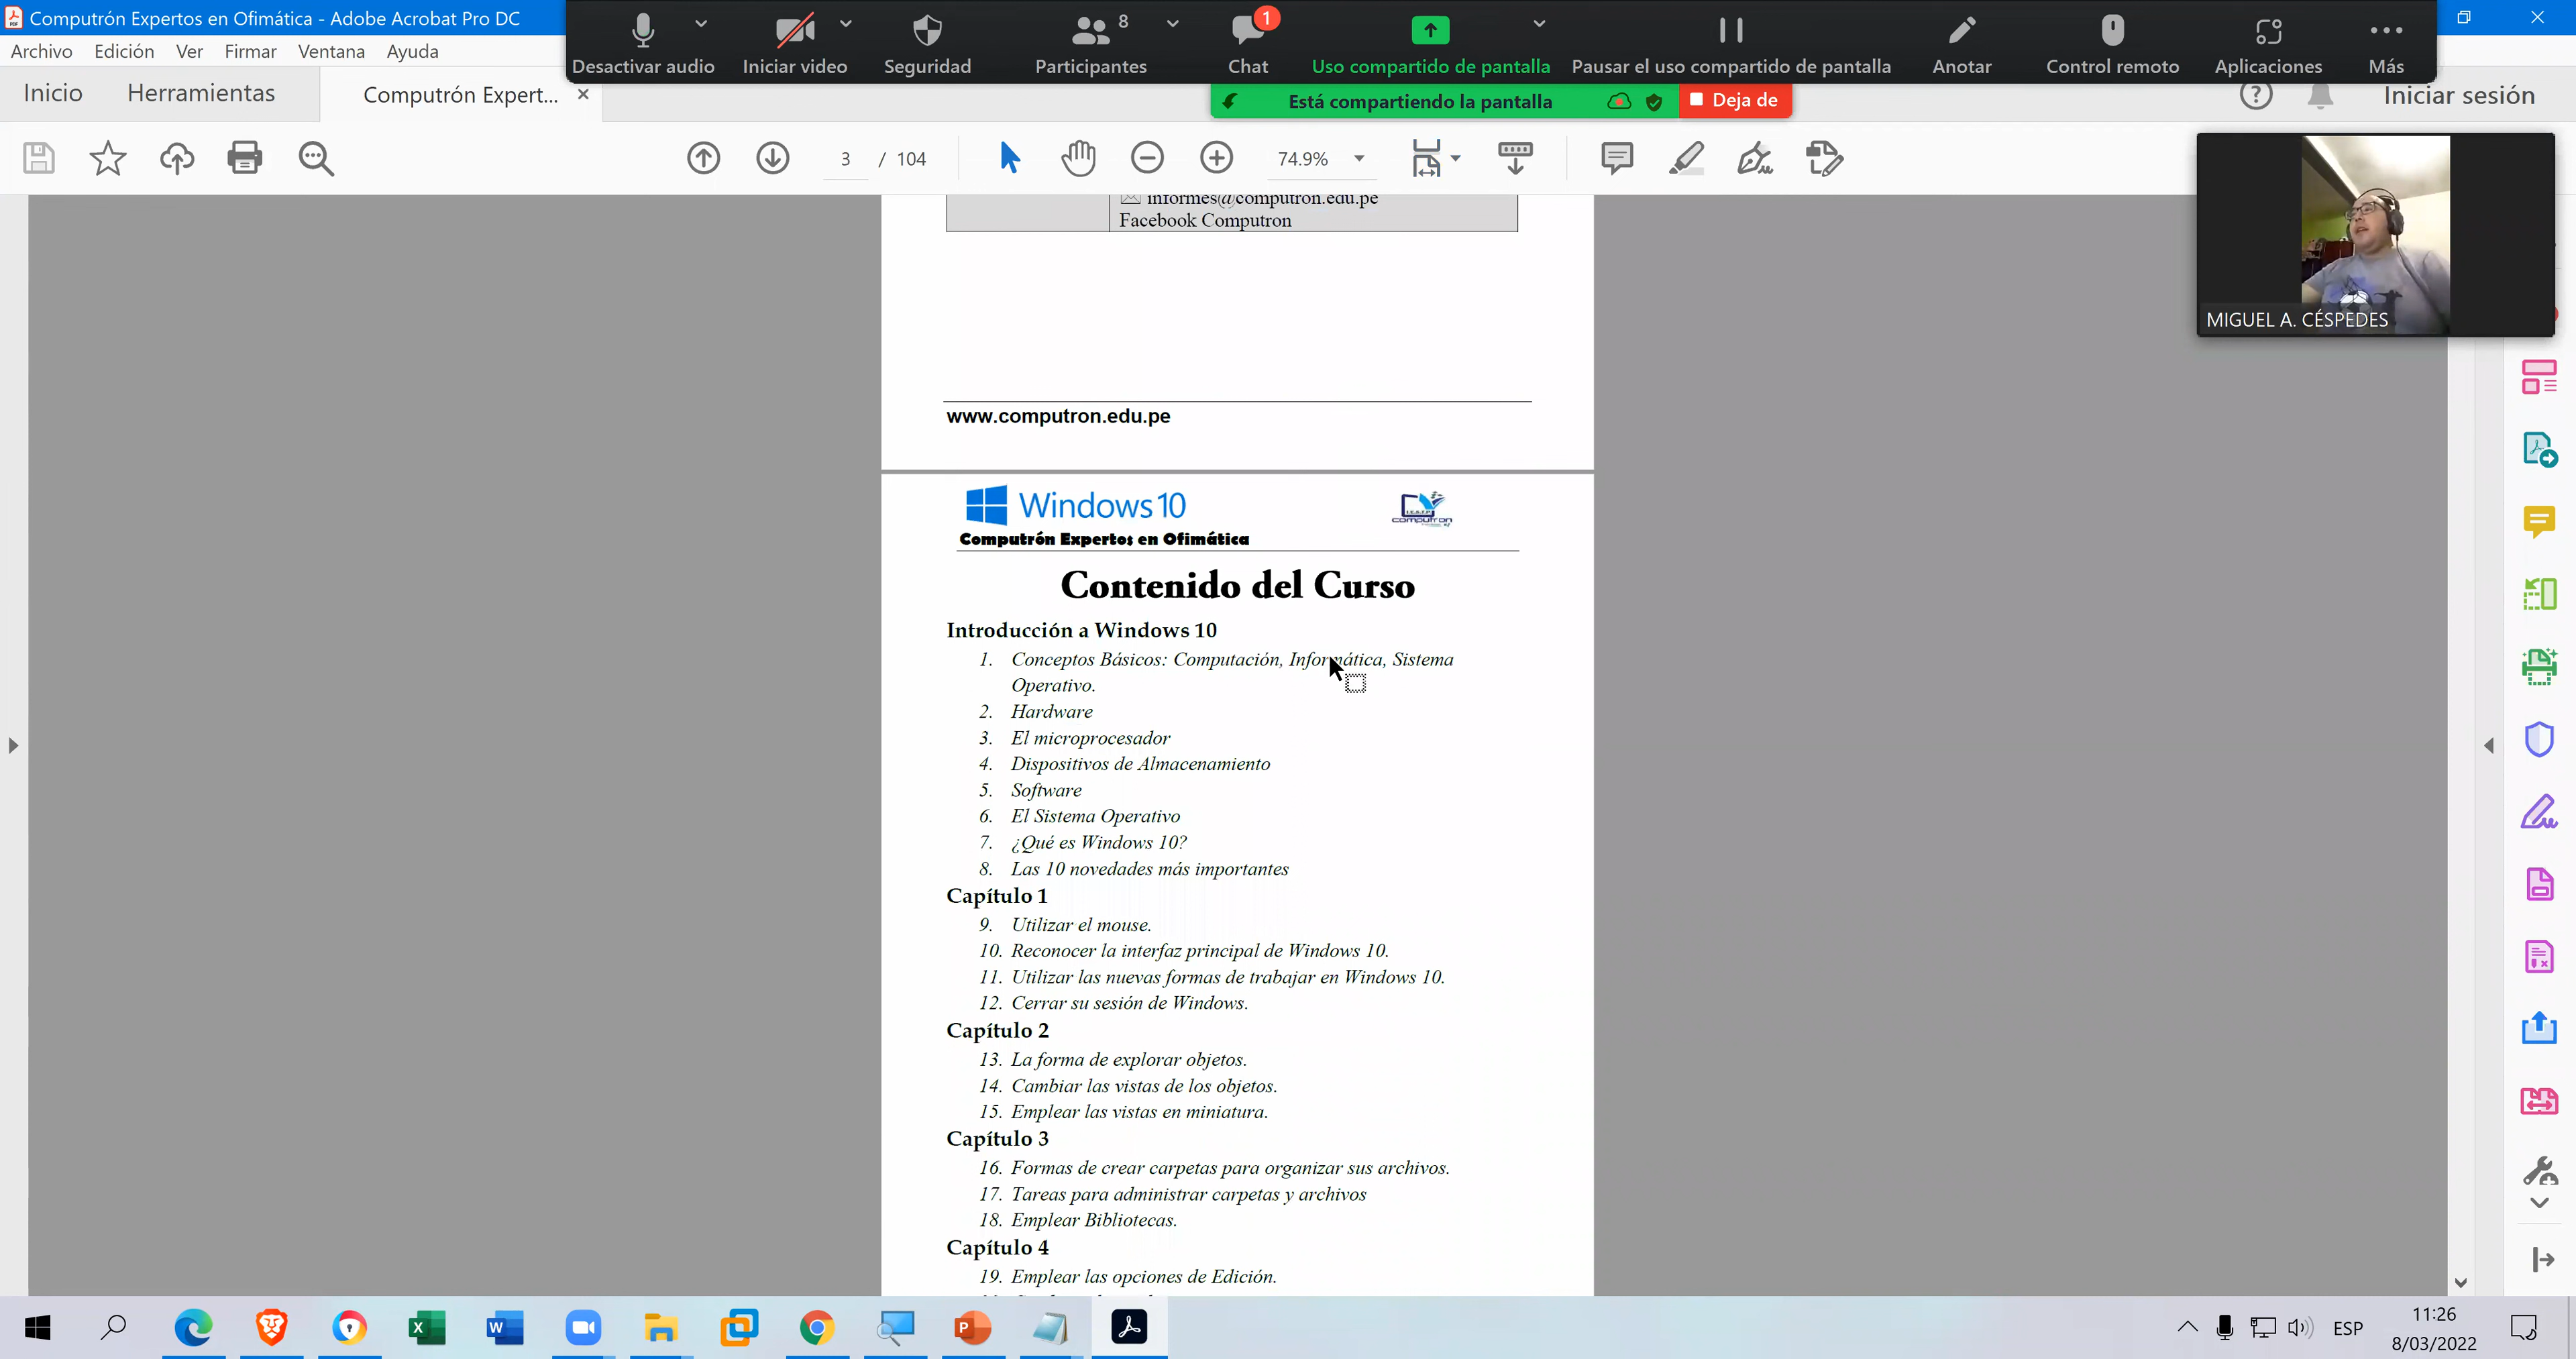 Computrón Expertos en Ofimática - Adobe Acrobat Pro DC
Archivo Edición Ver Firmar Ventana Ayuda
Desactivar audio Iniciar video Seguridad Participantes 8 Chat 1 Uso compartido de pantalla Pausar el uso compartido de pantalla Anotar Control remoto Aplicaciones Más
Está compartiendo la pantalla Deja de
Inicio Herramientas Computrón Expert... Iniciar sesión
3 / 104 74.9%
MIGUEL A. CÉSPEDES
informes@computron.edu.pe
Facebook Computron
www.computron.edu.pe
Windows 10
computron
Computrón Expertos en Ofimática
Contenido del Curso
Introducción a Windows 10
1. Conceptos Básicos: Computación, Informática, Sistema
Operativo.
2. Hardware
3. El microprocesador
4. Dispositivos de Almacenamiento
5. Software
6. El Sistema Operativo
7. ¿Qué es Windows 10?
8. Las 10 novedades más importantes
Capítulo 1
9. Utilizar el mouse.
10. Reconocer la interfaz principal de Windows 10.
11. Utilizar las nuevas formas de trabajar en Windows 10.
12. Cerrar su sesión de Windows.
Capítulo 2
13. La forma de explorar objetos.
14. Cambiar las vistas de los objetos.
15. Emplear las vistas en miniatura.
Capítulo 3
16. Formas de crear carpetas para organizar sus archivos.
17. Tareas para administrar carpetas y archivos
18. Emplear Bibliotecas.
Capítulo 4
19. Emplear las opciones de Edición.
ESP
11:26
8/03/2022